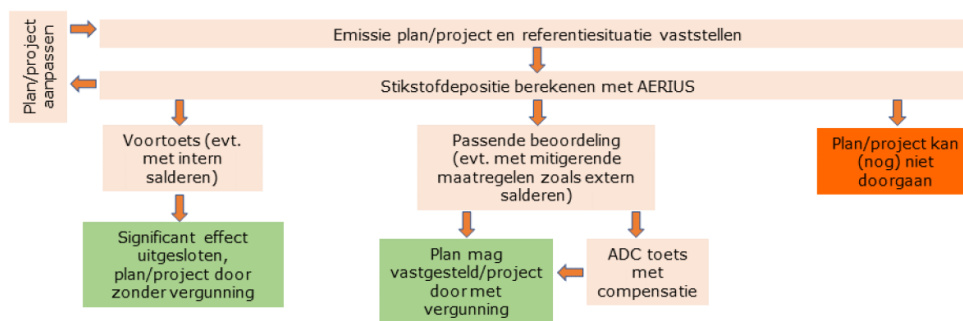 Plan/project
aanpassen
Emissie plan/project en referentiesituatie vaststellen
Stikstofdepositie berekenen met AERIUS
Voortoets (evt.
met intern
salderen)
Passende beoordeling
(evt. met mitigerende
maatregelen zoals extern
salderen)
Plan/project kan
(nog) niet
doorgaan
Significant effect
uitgesloten,
plan/project door
zonder vergunning
Plan mag
vastgesteld/project
door met
vergunning
ADC toets
met
compensatie